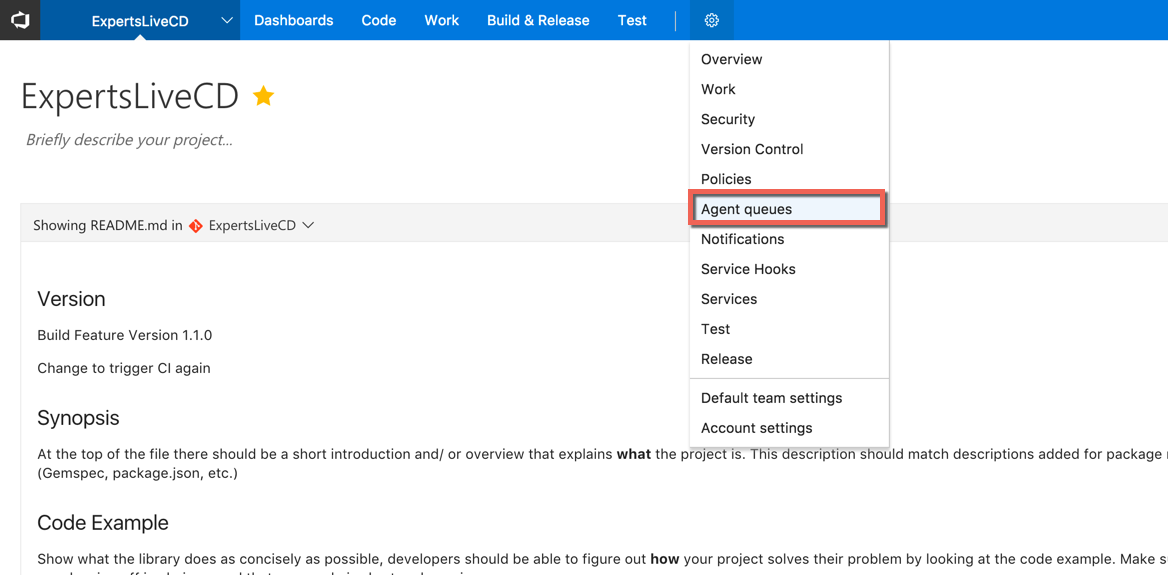 ExpertsLiveCD Dashboards Code Work Build & Release Test
Overview
Work
Security
Version Control
Policies
Agent queues
Notifications
Service Hooks
Services
Test
Release
Default team settings
Account settings
ExpertsLiveCD
Briefly describe your project...
Showing README.md in ExpertsLiveCD
Version
Build Feature Version 1.1.0
Change to trigger CI again
Synopsis
At the top of the file there should be a short introduction and/ or overview that explains what the project is. This description should match descriptions added for package
(Gemspec, package.json, etc.)
Code Example
Show what the library does as concisely as possible, developers should be able to figure out how your project solves their problem by looking at the code example. Make